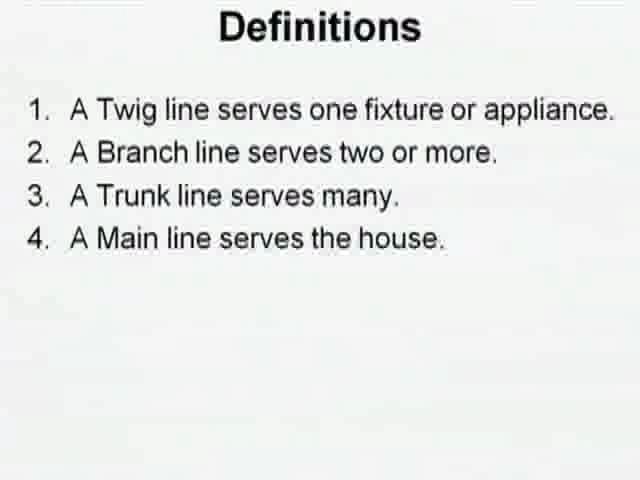 Definitions
1. A Twig line serves one fixture or appliance.
2. A Branch line serves two or more.
3. A Trunk line serves many.
4. A Main line serves the house.